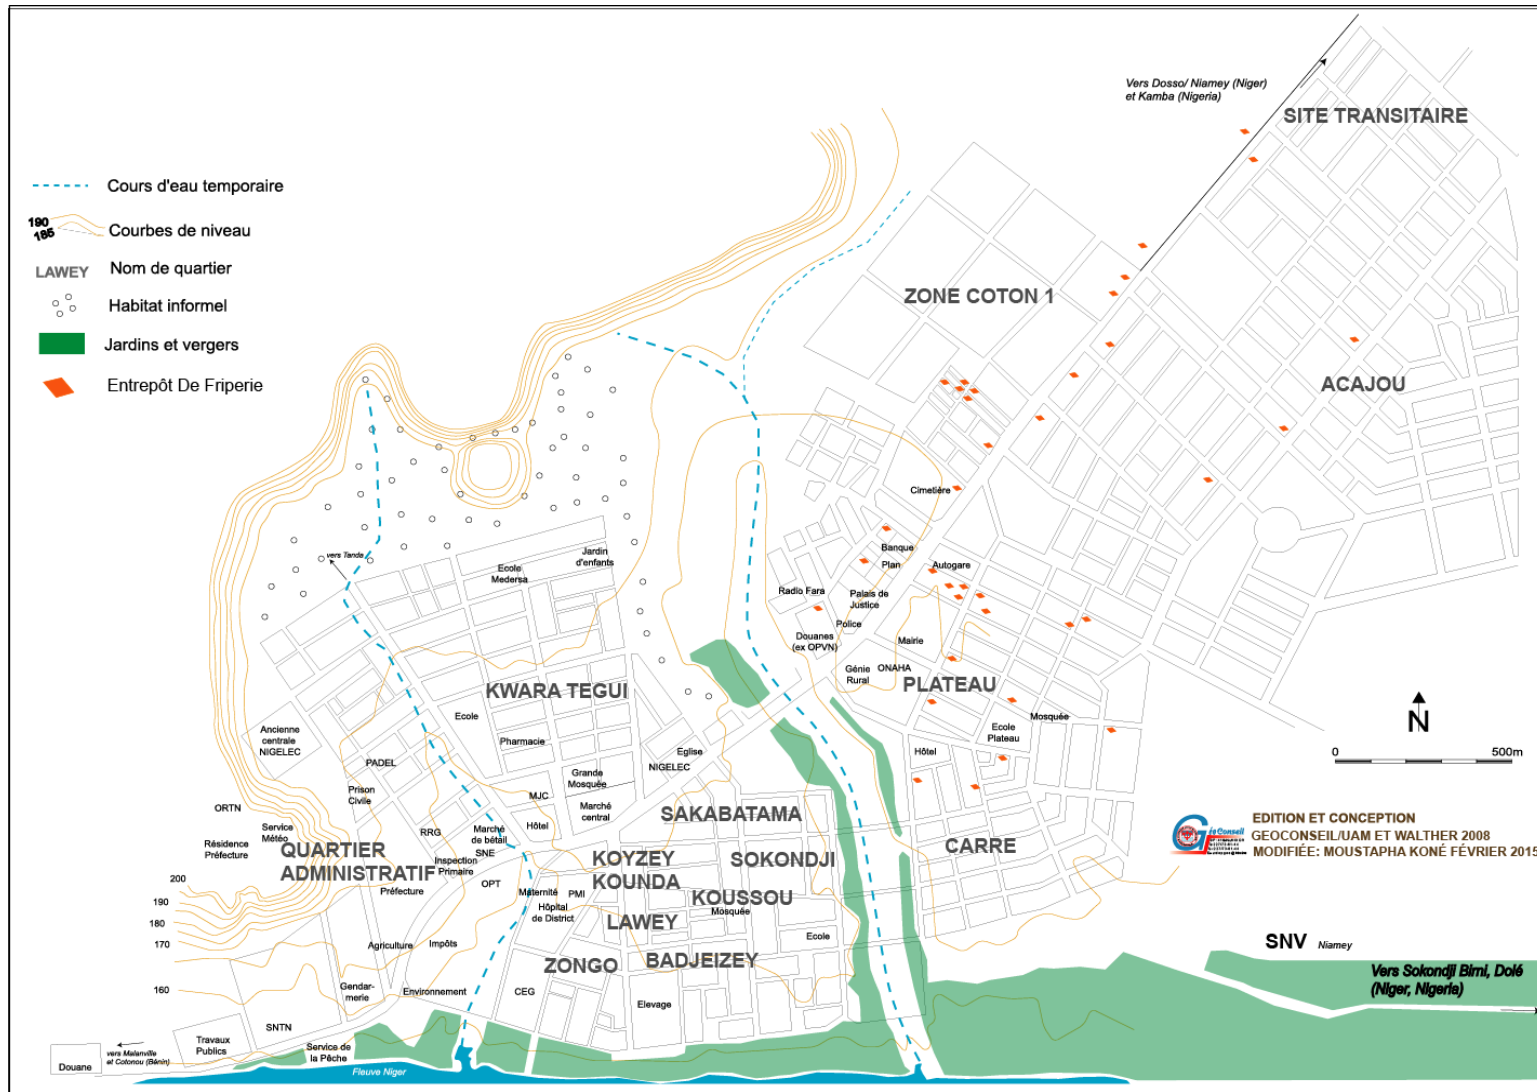 Vers Dosso/ Niamey (Niger)
et Kamba (Nigeria)
SITE TRANSITAIRE
Cours d'eau temporaire
190
185
Courbes de niveau
LAWEY
Nom de quartier
Habitat informel
Jardins et vergers
Entrepôt De Friperie
ZONE COTON 1
ACAJOU
Cimetière
vers Tanda
Ecole
Medersa
Jardin
d'enfants
Banque
Plan
Autogare
Radio Fara
Palais de
Justice
Police
Douanes
(ex OPVN)
Mairie
Génie
Rural
ONAHA
PLATEAU
KWARA TEGUI
Ecole
Mosquée
Ecole
Plateau
Ancienne
centrale
NIGELEC
Pharmacie
Eglise
NIGELEC
Hôtel
PADEL
Grande
Mosquée
Prison
Civile
MJC
Marché
central
ORTN
SAKABATAMA
Service
Météo
RRG
Marché
de bétail
Hôtel
Résidence
Préfecture
QUARTIER
ADMINISTRATIF
SNE
Inspection
Primaire
KOYZEY
KOUNDA
SOKONDJI
CARRE
200
190
180
170
160
Préfecture
OPT
Maternité
PMI
Hôpital
de District
KOUSSOU
Mosquée
LAWEY
Agriculture
Impôts
Ecole
ZONGO
BADJEIZEY
Gendar-
merie
Environnement
CEG
Elevage
SNTN
Travaux
Publics
Service de
la Pêche
vers Malanville
et Cotonou (Bénin)
Douane
Fleuve Niger
N
0 500m
EDITION ET CONCEPTION
GEOCONSEIL/UAM ET WALTHER 2008
MODIFIÉE: MOUSTAPHA KONÉ FÉVRIER 2015
SNV Niamey
Vers Sokondji Birni, Dolé
(Niger, Nigeria)